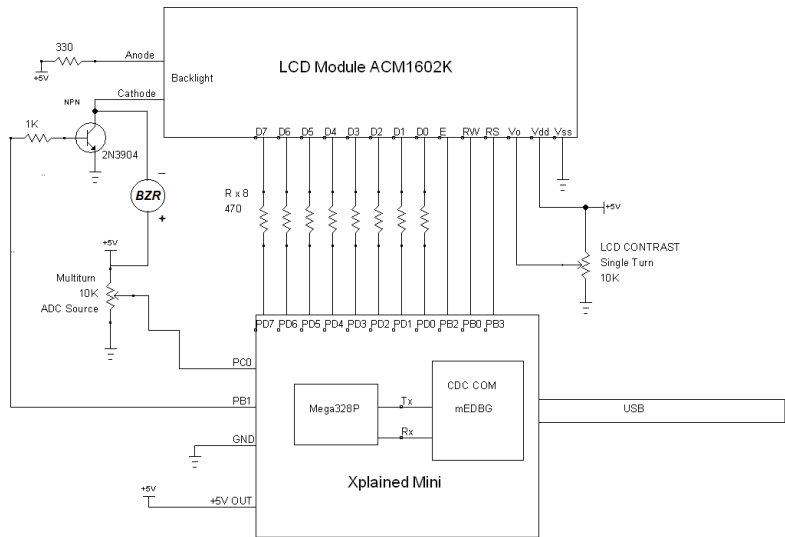 LCD Module ACM1602K
330
Anode
+5V
Backlight
Cathode
NPN
1K
2N3904
D7 D6 D5 D4 D3 D2 D1 D0 E RW RS Vo Vdd Vss
R x 8
470
–
BZR
+
+5V
+5V
LCD CONTRAST
Single Turn
10K
Multiturn
10K
ADC Source
PD7 PD6 PD5 PD4 PD3 PD2 PD1 PD0 PB2 PB0 PB3
PC0
PB1
GND
+5V
+5V OUT
Mega328P
Tx
Rx
CDC COM
mEDBG
USB
Xplained Mini